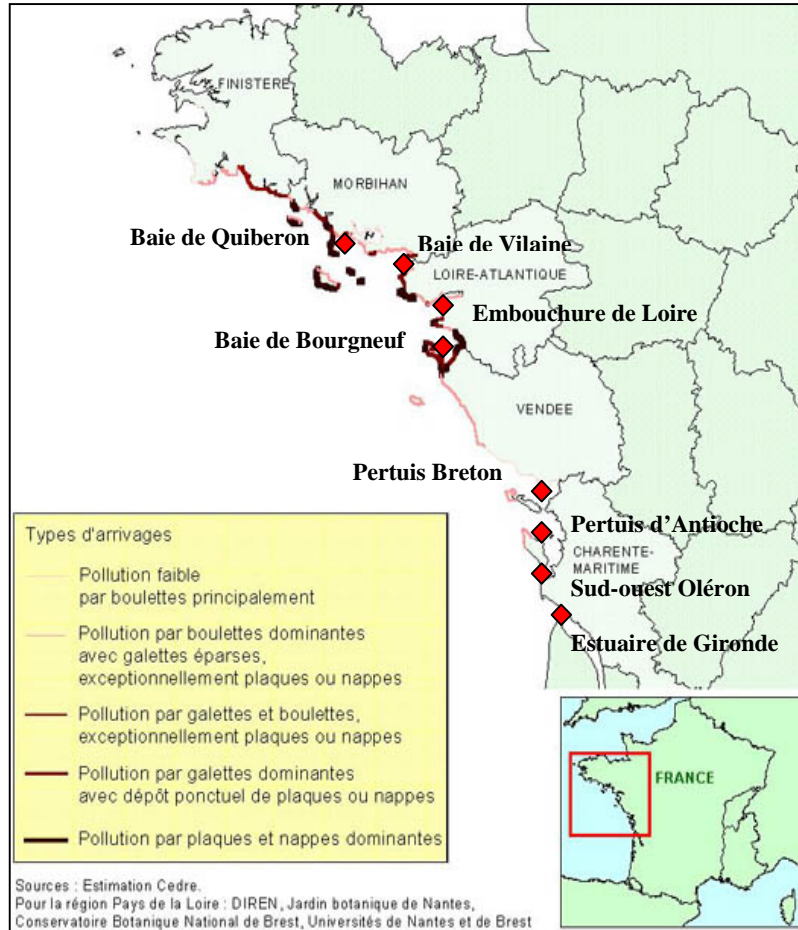 FINISTERE
MORBIHAN
Baie de Quiberon
Baie de Vilaine
LOIRE-ATLANTIQUE
Embouchure de Loire
Baie de Bourgneuf
VENDEE
Pertuis Breton
Pertuis d’Antioche
CHARENTE-
MARITIME
Sud-ouest Oléron
Estuaire de Gironde
Types d'arrivages
Pollution faible
par boulettes principalement
Pollution par boulettes dominantes
avec galettes éparses,
exceptionnellement plaques ou nappes
Pollution par galettes et boulettes,
exceptionnellement plaques ou nappes
Pollution par galettes dominantes
avec dépôt ponctuel de plaques ou nappes
Pollution par plaques et nappes dominantes
FRANCE
Sources : Estimation Cedre.
Pour la région Pays de la Loire : DIREN, Jardin botanique de Nantes,
Conservatoire Botanique National de Brest, Universités de Nantes et de Brest